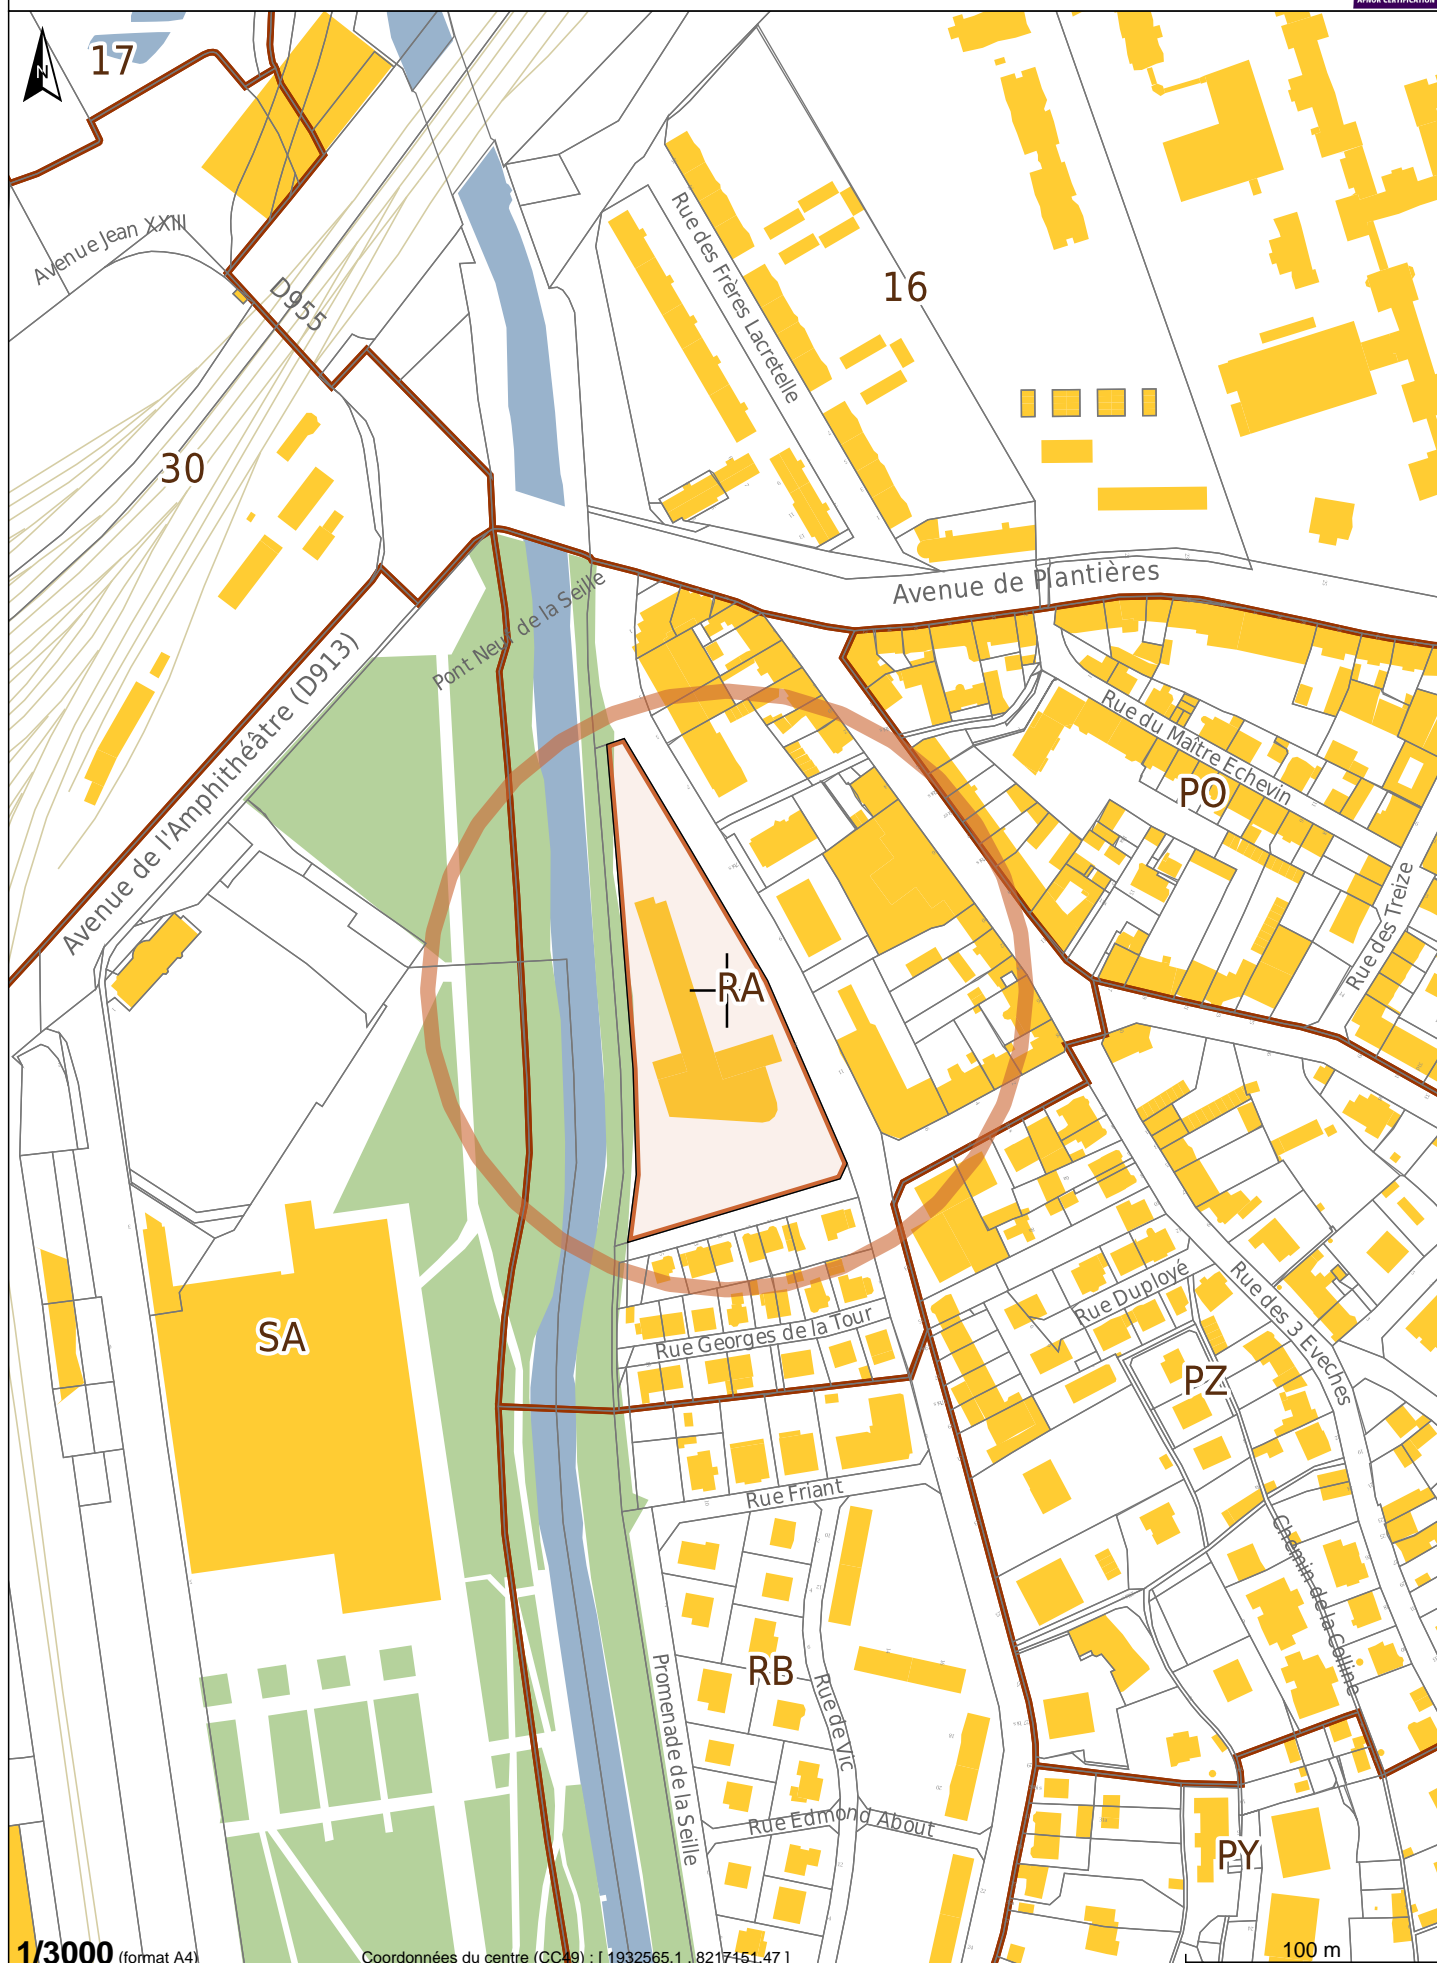 AFNOR CERTIFICATION
N
17
Avenue Jean XXIII
D955
Rue des Frères Lacretelle
16
30
Avenue de Plantières
Pont Neuf de la Seille
Avenue de l'Amphithéâtre (D913)
Rue du Maître Echevin
PO
Rue des Treize
RA
Rue Duployé
Rue des 3 Eveches
SA
Rue Georges de la Tour
PZ
Rue Friant
Chemin de la Colline
Promenade de la Seille
RB
Rue de Vic
Rue Edmond About
PY
1/3000 (format A4)
Coordonnées du centre (CC49) : [ 1932565.1 , 8217151.47 ]
100 m